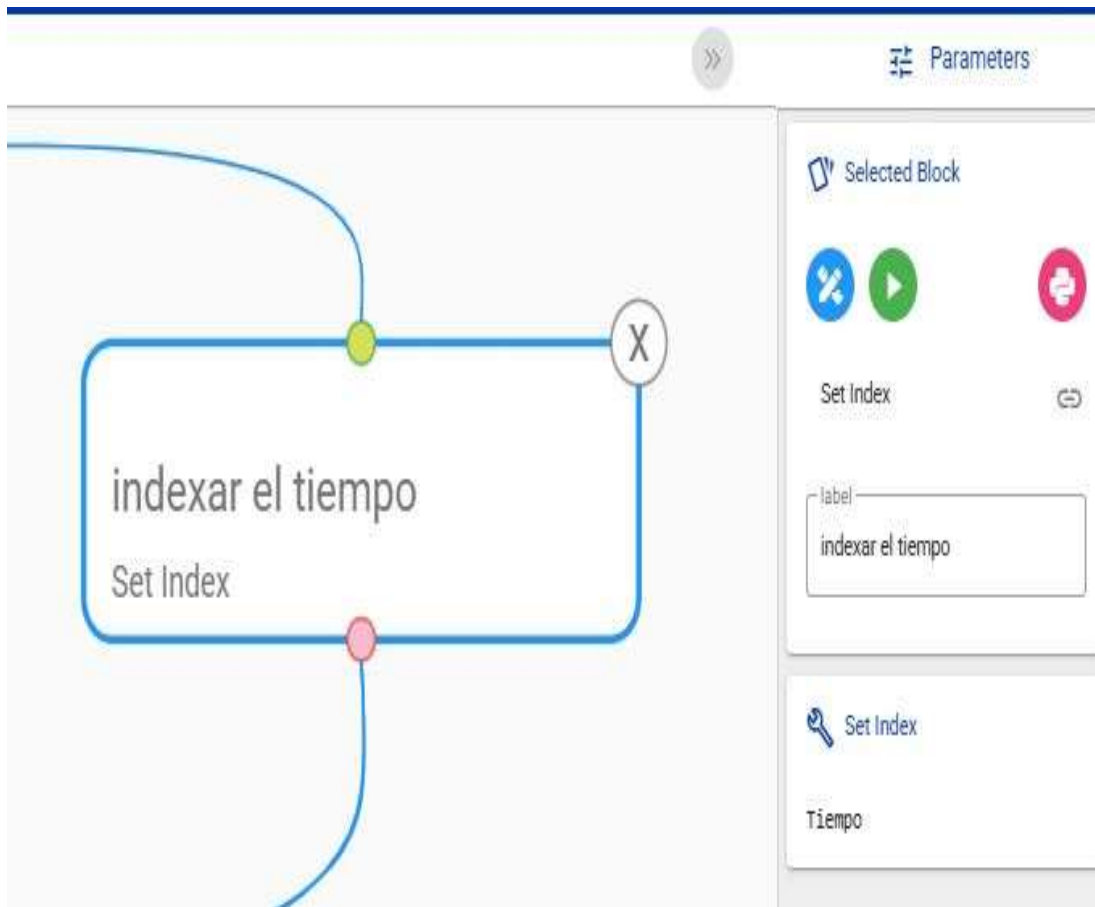 Parameters
Selected Block
Set Index
label
indexar el tiempo
X
indexar el tiempo
Set Index
Set Index
Tiempo